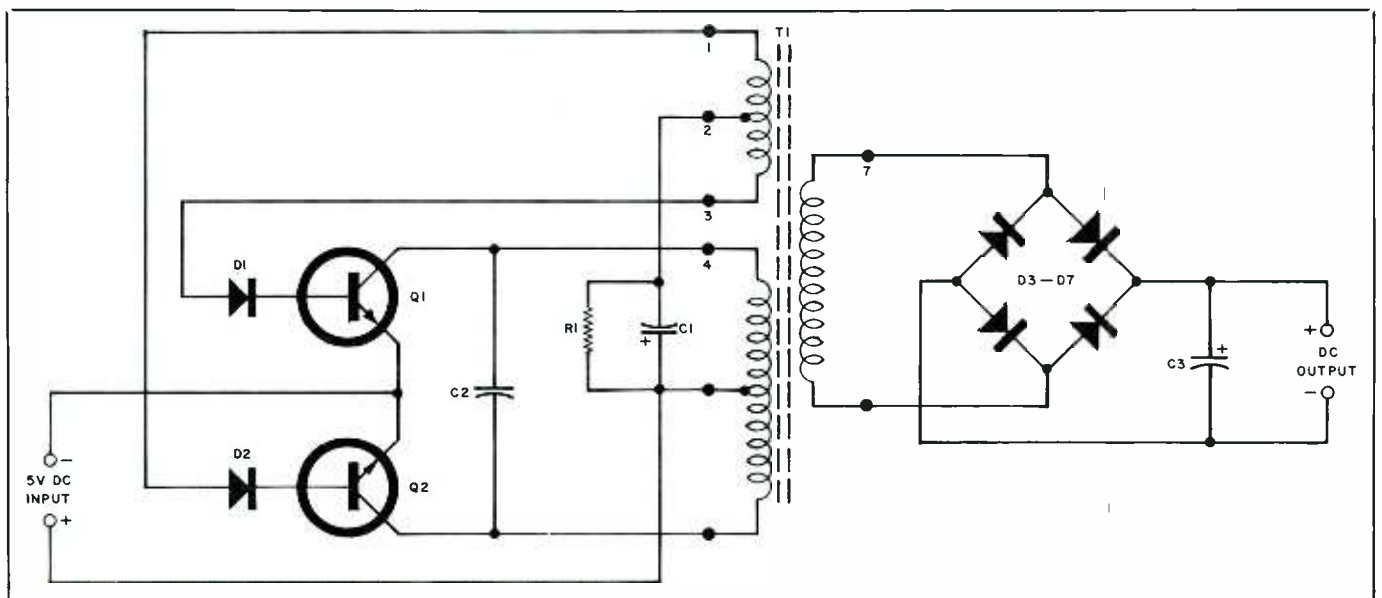 T1
1
2
7
3
D1
4
Q1
D3-D7
R1
C1
+
+
C3
+
DC
OUTPUT
-
C2
D2
-
5V DC
INPUT
+
Q2